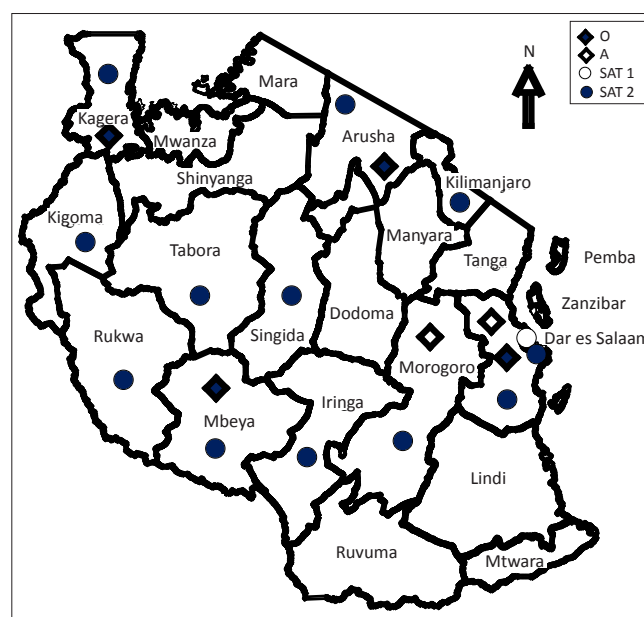 O
A
SAT 1
SAT 2
N
Mara
Kagera
Mwanza
Arusha
Shinyanga
Kilimanjaro
Kigoma
Tabora
Manyara
Tanga
Pemba
Zanzibar
Dodoma
Singida
Rukwa
Dar es Salaam
Morogoro
Iringa
Mbeya
Lindi
Ruvuma
Mtwara